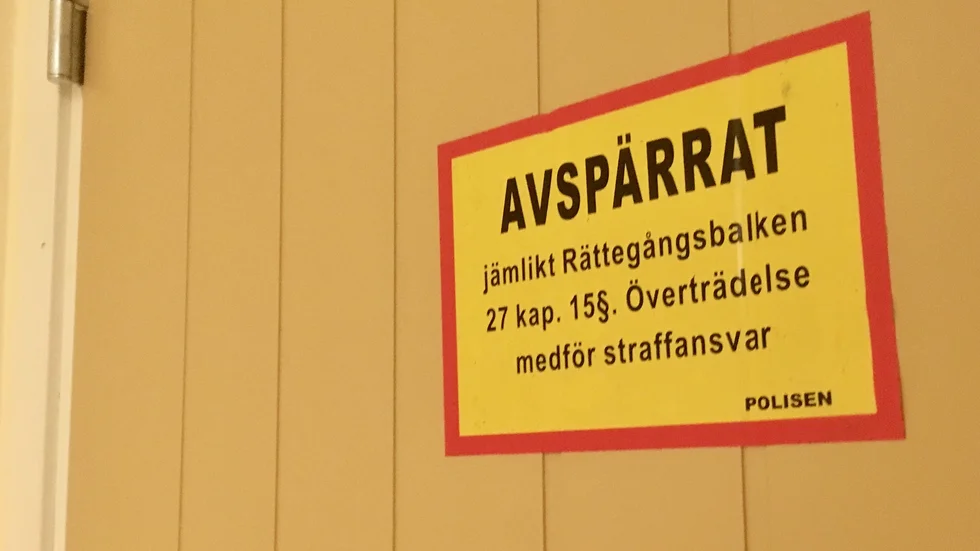 AVSPÄRRAT
jämlikt Rättegångsbalken
27 kap. 15§. Överträdelse
medför straffansvar
POLISEN